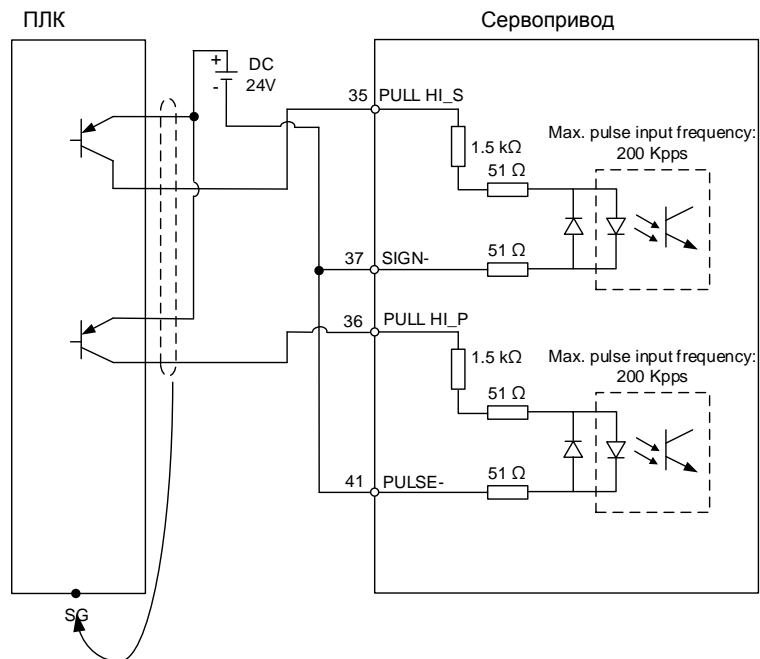 ПЛК
Сервопривод
+
DC
24V
-
35
PULL HI_S
1.5 kΩ
51 Ω
Max. pulse input frequency:
200 Kpps
37
SIGN-
51 Ω
36
PULL HI_P
1.5 kΩ
51 Ω
Max. pulse input frequency:
200 Kpps
41
PULSE-
51 Ω
SG